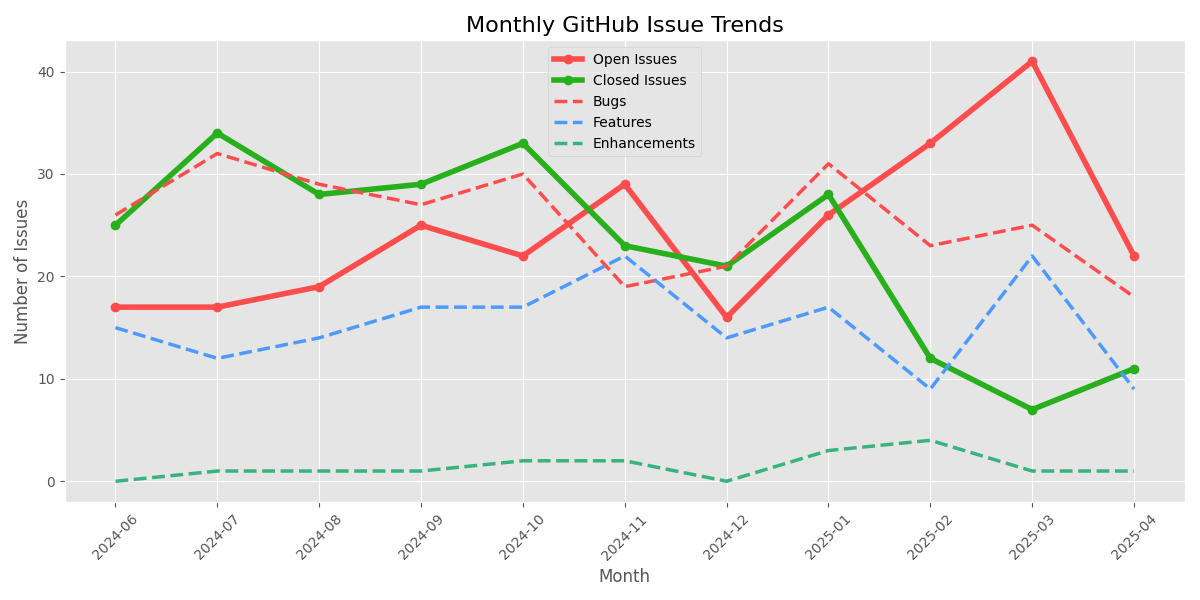 Monthly GitHub Issue Trends
Open Issues
Closed Issues
Bugs
Features
Enhancements
Number of Issues
40
30
20
10
0
2024-06
2024-07
2024-08
2024-09
2024-10
2024-11
2024-12
2025-01
2025-02
2025-03
2025-04
Month